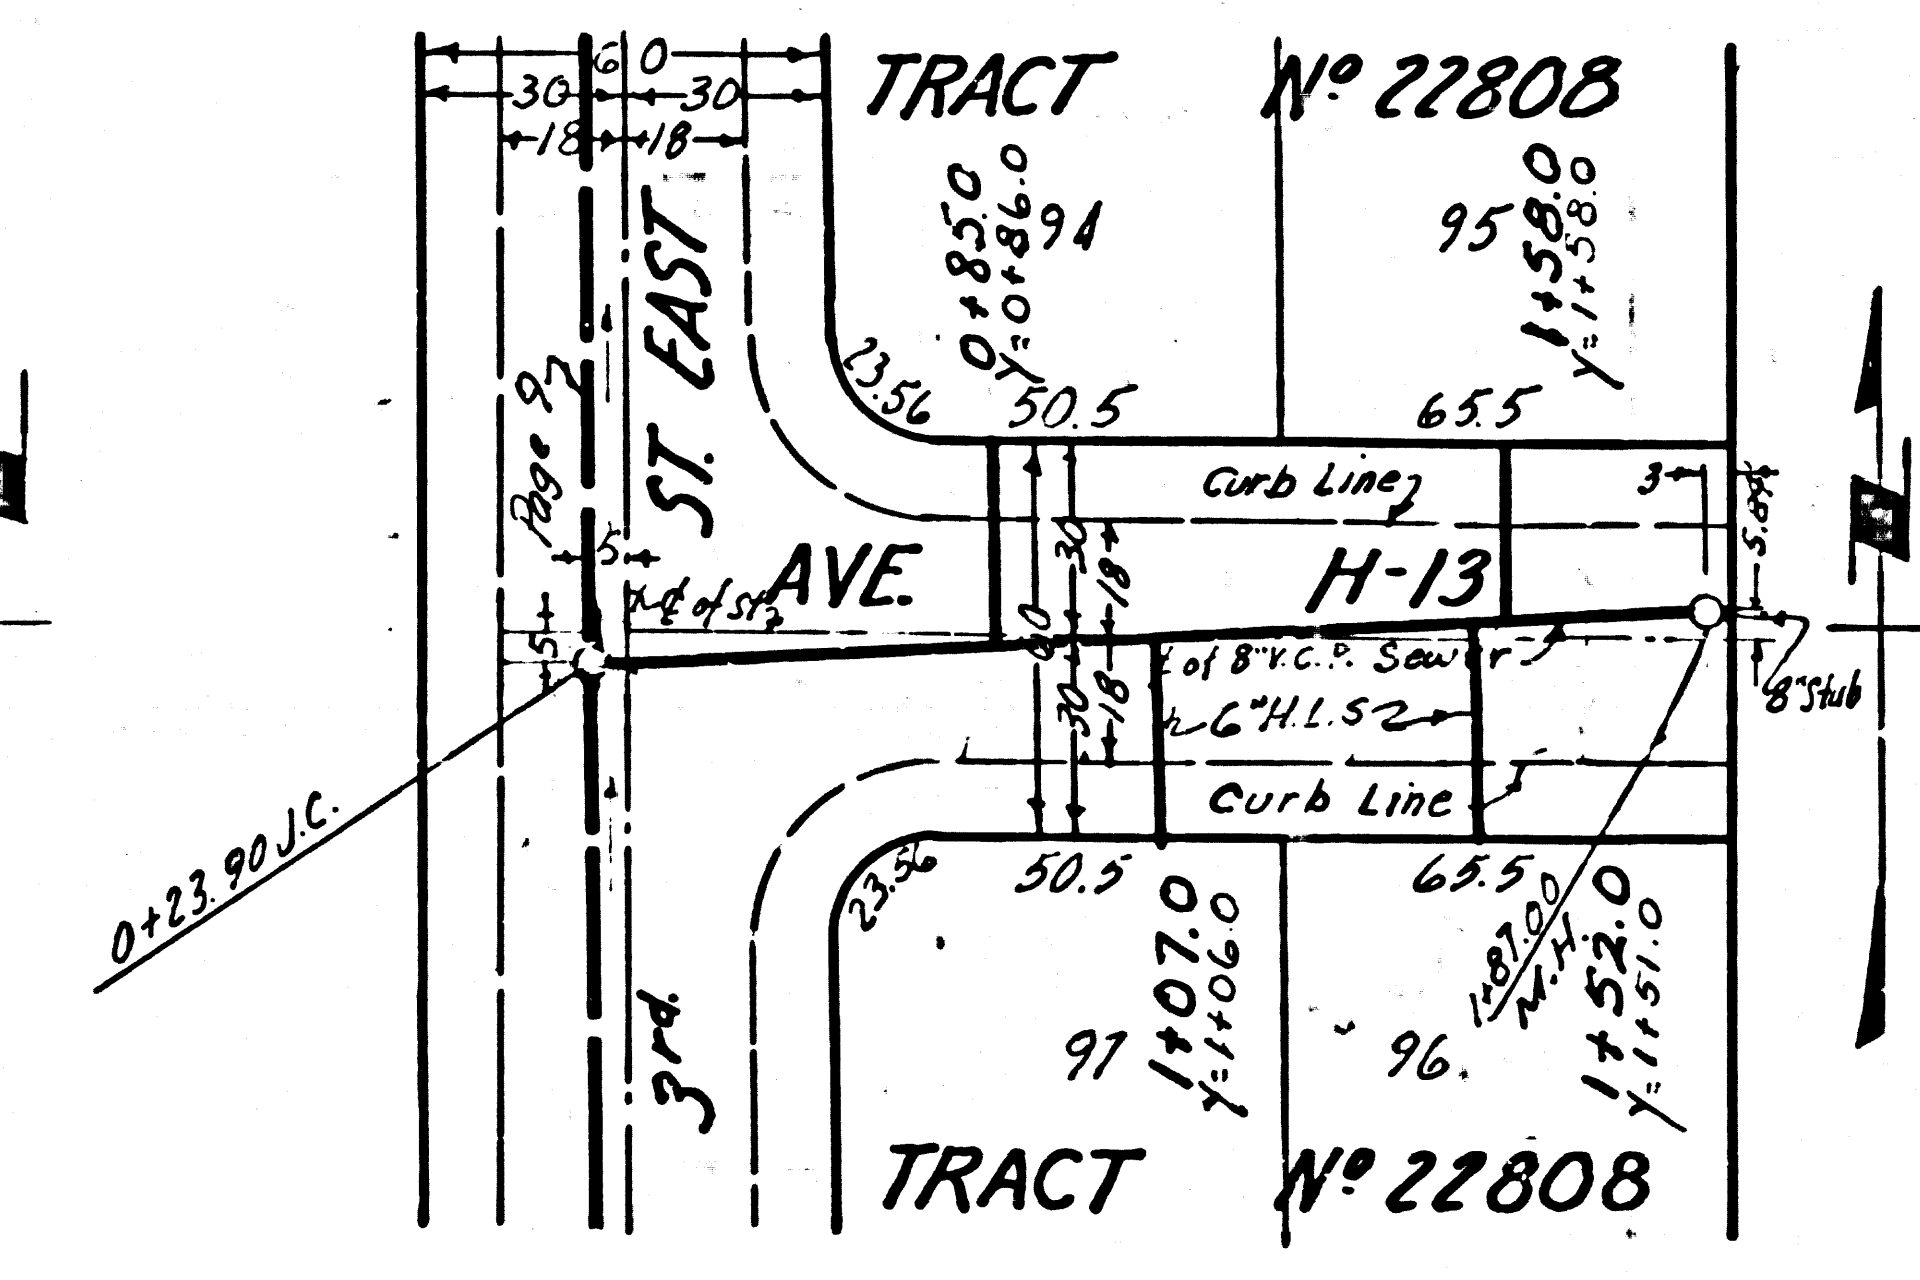 60
30 30
18 18
TRACT Nº 22808
0+85.0
Y=0+86.0
94
95
1+58.0
Y=1+58.0
Page 92
3rd. ST. EAST
23.56
50.5
65.5
Curb Line
3
5.89
5
℄ of St.
AVE. H-13
5
60
30
18
℄ of 8" V.C.P. Sewer
8" Stub
30
18
6" H.L.S
Curb Line
0+23.90 J.C.
23.56
50.5
65.5
1+07.0
Y=1+06.0
1+87.00
M.H.
1+52.0
Y=1+51.0
97
96
TRACT Nº 22808